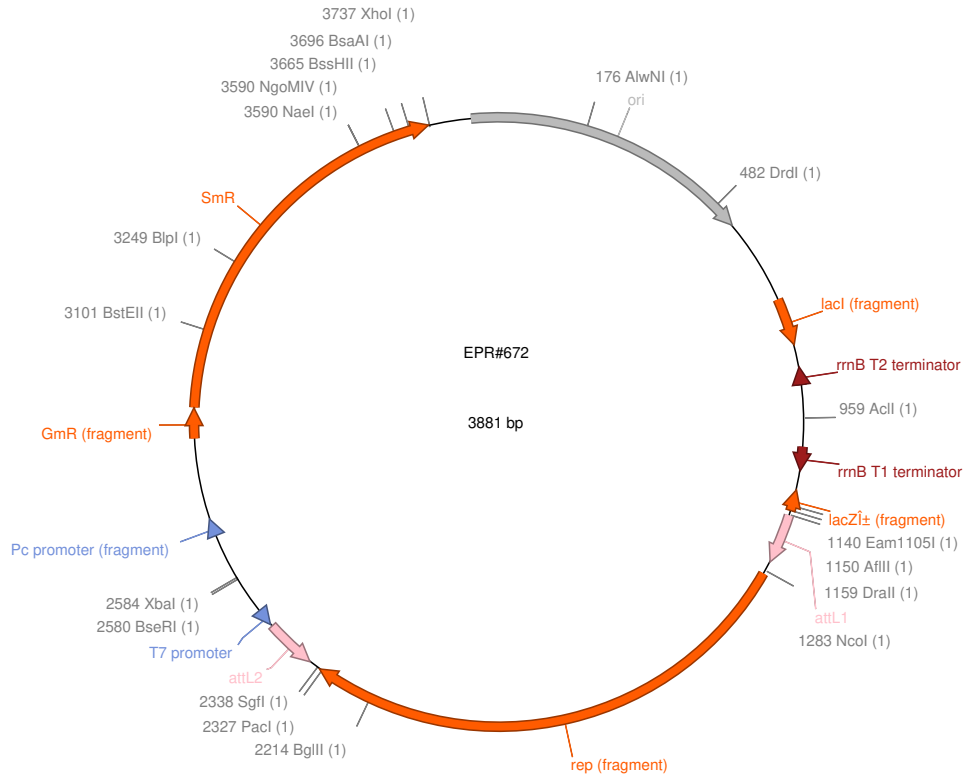 3737 XhoI (1)
3696 BsaAI (1)
3665 BssHII (1)
3590 NgoMIV (1)
3590 NaeI (1)
176 AlwNI (1)
ori
482 DrdI (1)
SmR
3249 BlpI (1)
3101 BstEII (1)
lacI (fragment)
EPR#672
rrnB T2 terminator
959 AclI (1)
3881 bp
GmR (fragment)
rrnB T1 terminator
lacZÎ± (fragment)
1140 Eam1105I (1)
Pc promoter (fragment)
1150 AflII (1)
1159 DraII (1)
2584 XbaI (1)
attL1
2580 BseRI (1)
1283 NcoI (1)
T7 promoter
attL2
2338 SgfI (1)
2327 PacI (1)
2214 BglII (1)
rep (fragment)